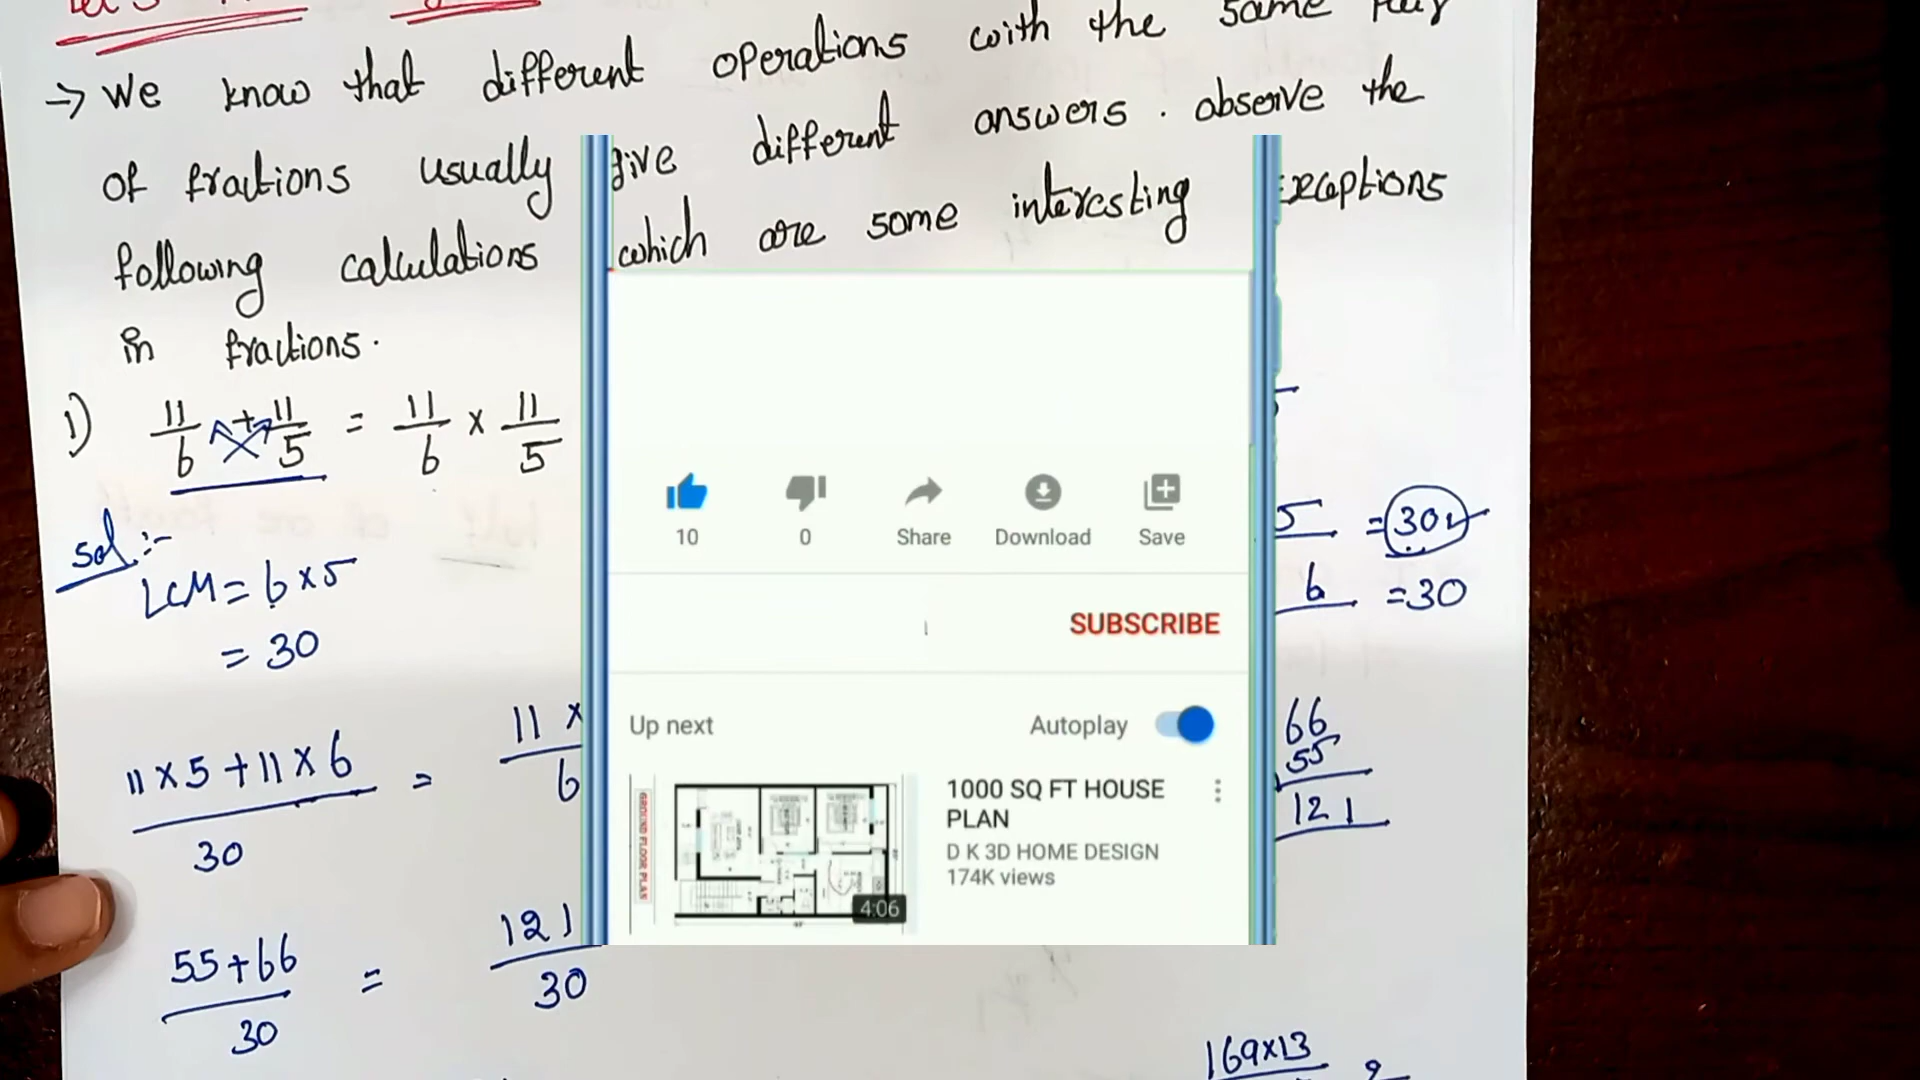 → We know that different operations with the same
of fractions usually give different answers. observe the
following calculations which are some interesting exceptions
in fractions.
1) 11/6 + 11/5 = 11/6 × 11/5
Sol:-
LCM = 6 × 5
= 30
5 = 30
6 = 30
11 × 5 + 11 × 6 / 30 = 11 × / 6
66
55
121
55 + 66 / 30 = 121 / 30
169×13
10
0
Share
Download
Save
SUBSCRIBE
Up next
Autoplay
1000 SQ FT HOUSE
PLAN
D K 3D HOME DESIGN
174K views
GROUND FLOOR PLAN
4:06